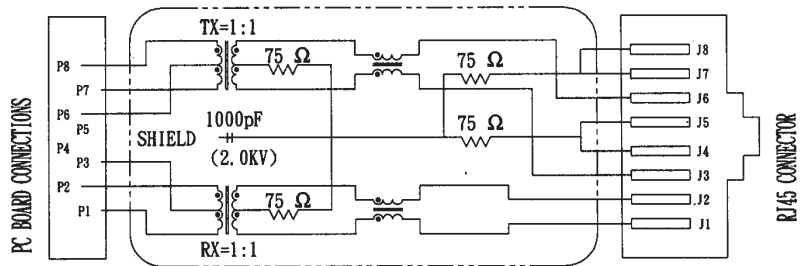 TX=1:1
75 Ω
75 Ω
1000pF
(2.0KV)
SHIELD
75 Ω
75 Ω
RX=1:1
PC BOARD CONNECTIONS
P8
P7
P6
P5
P4
P3
P2
P1
J8
J7
J6
J5
J4
J3
J2
J1
RJ45 CONNECTOR